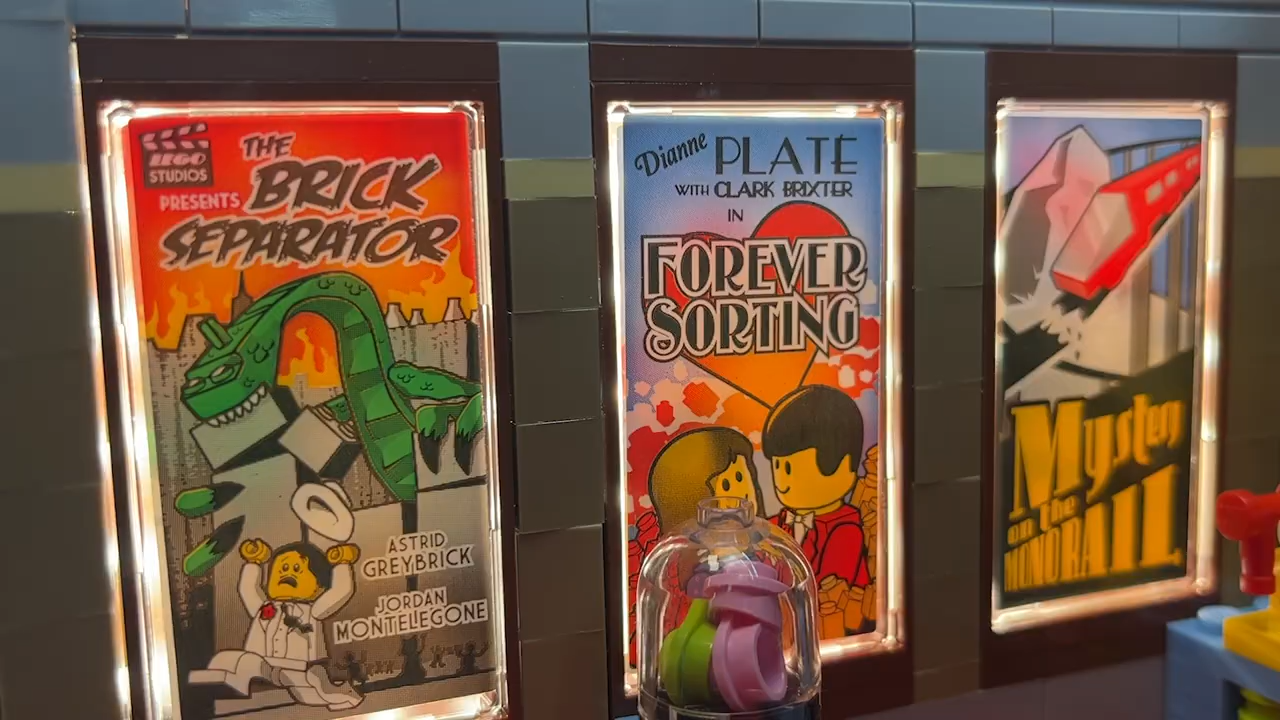 LEGO
STUDIOS
PRESENTS
THE
BRICK
SEPARATOR
ASTRID
GREYBRICK
JORDAN
MONTELEGONE
Dianne PLATE
WITH CLARK BRIXTER
IN
FOREVER
SORTING
Mystery
on the
MONORAIL